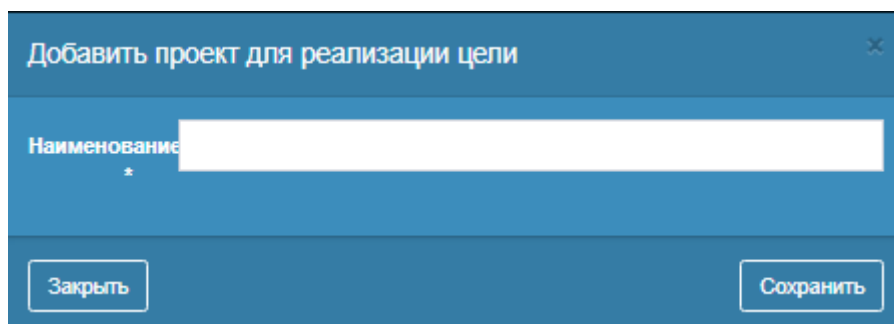 Добавить проект для реализации цели
×
Наименование
*
Закрыть
Сохранить